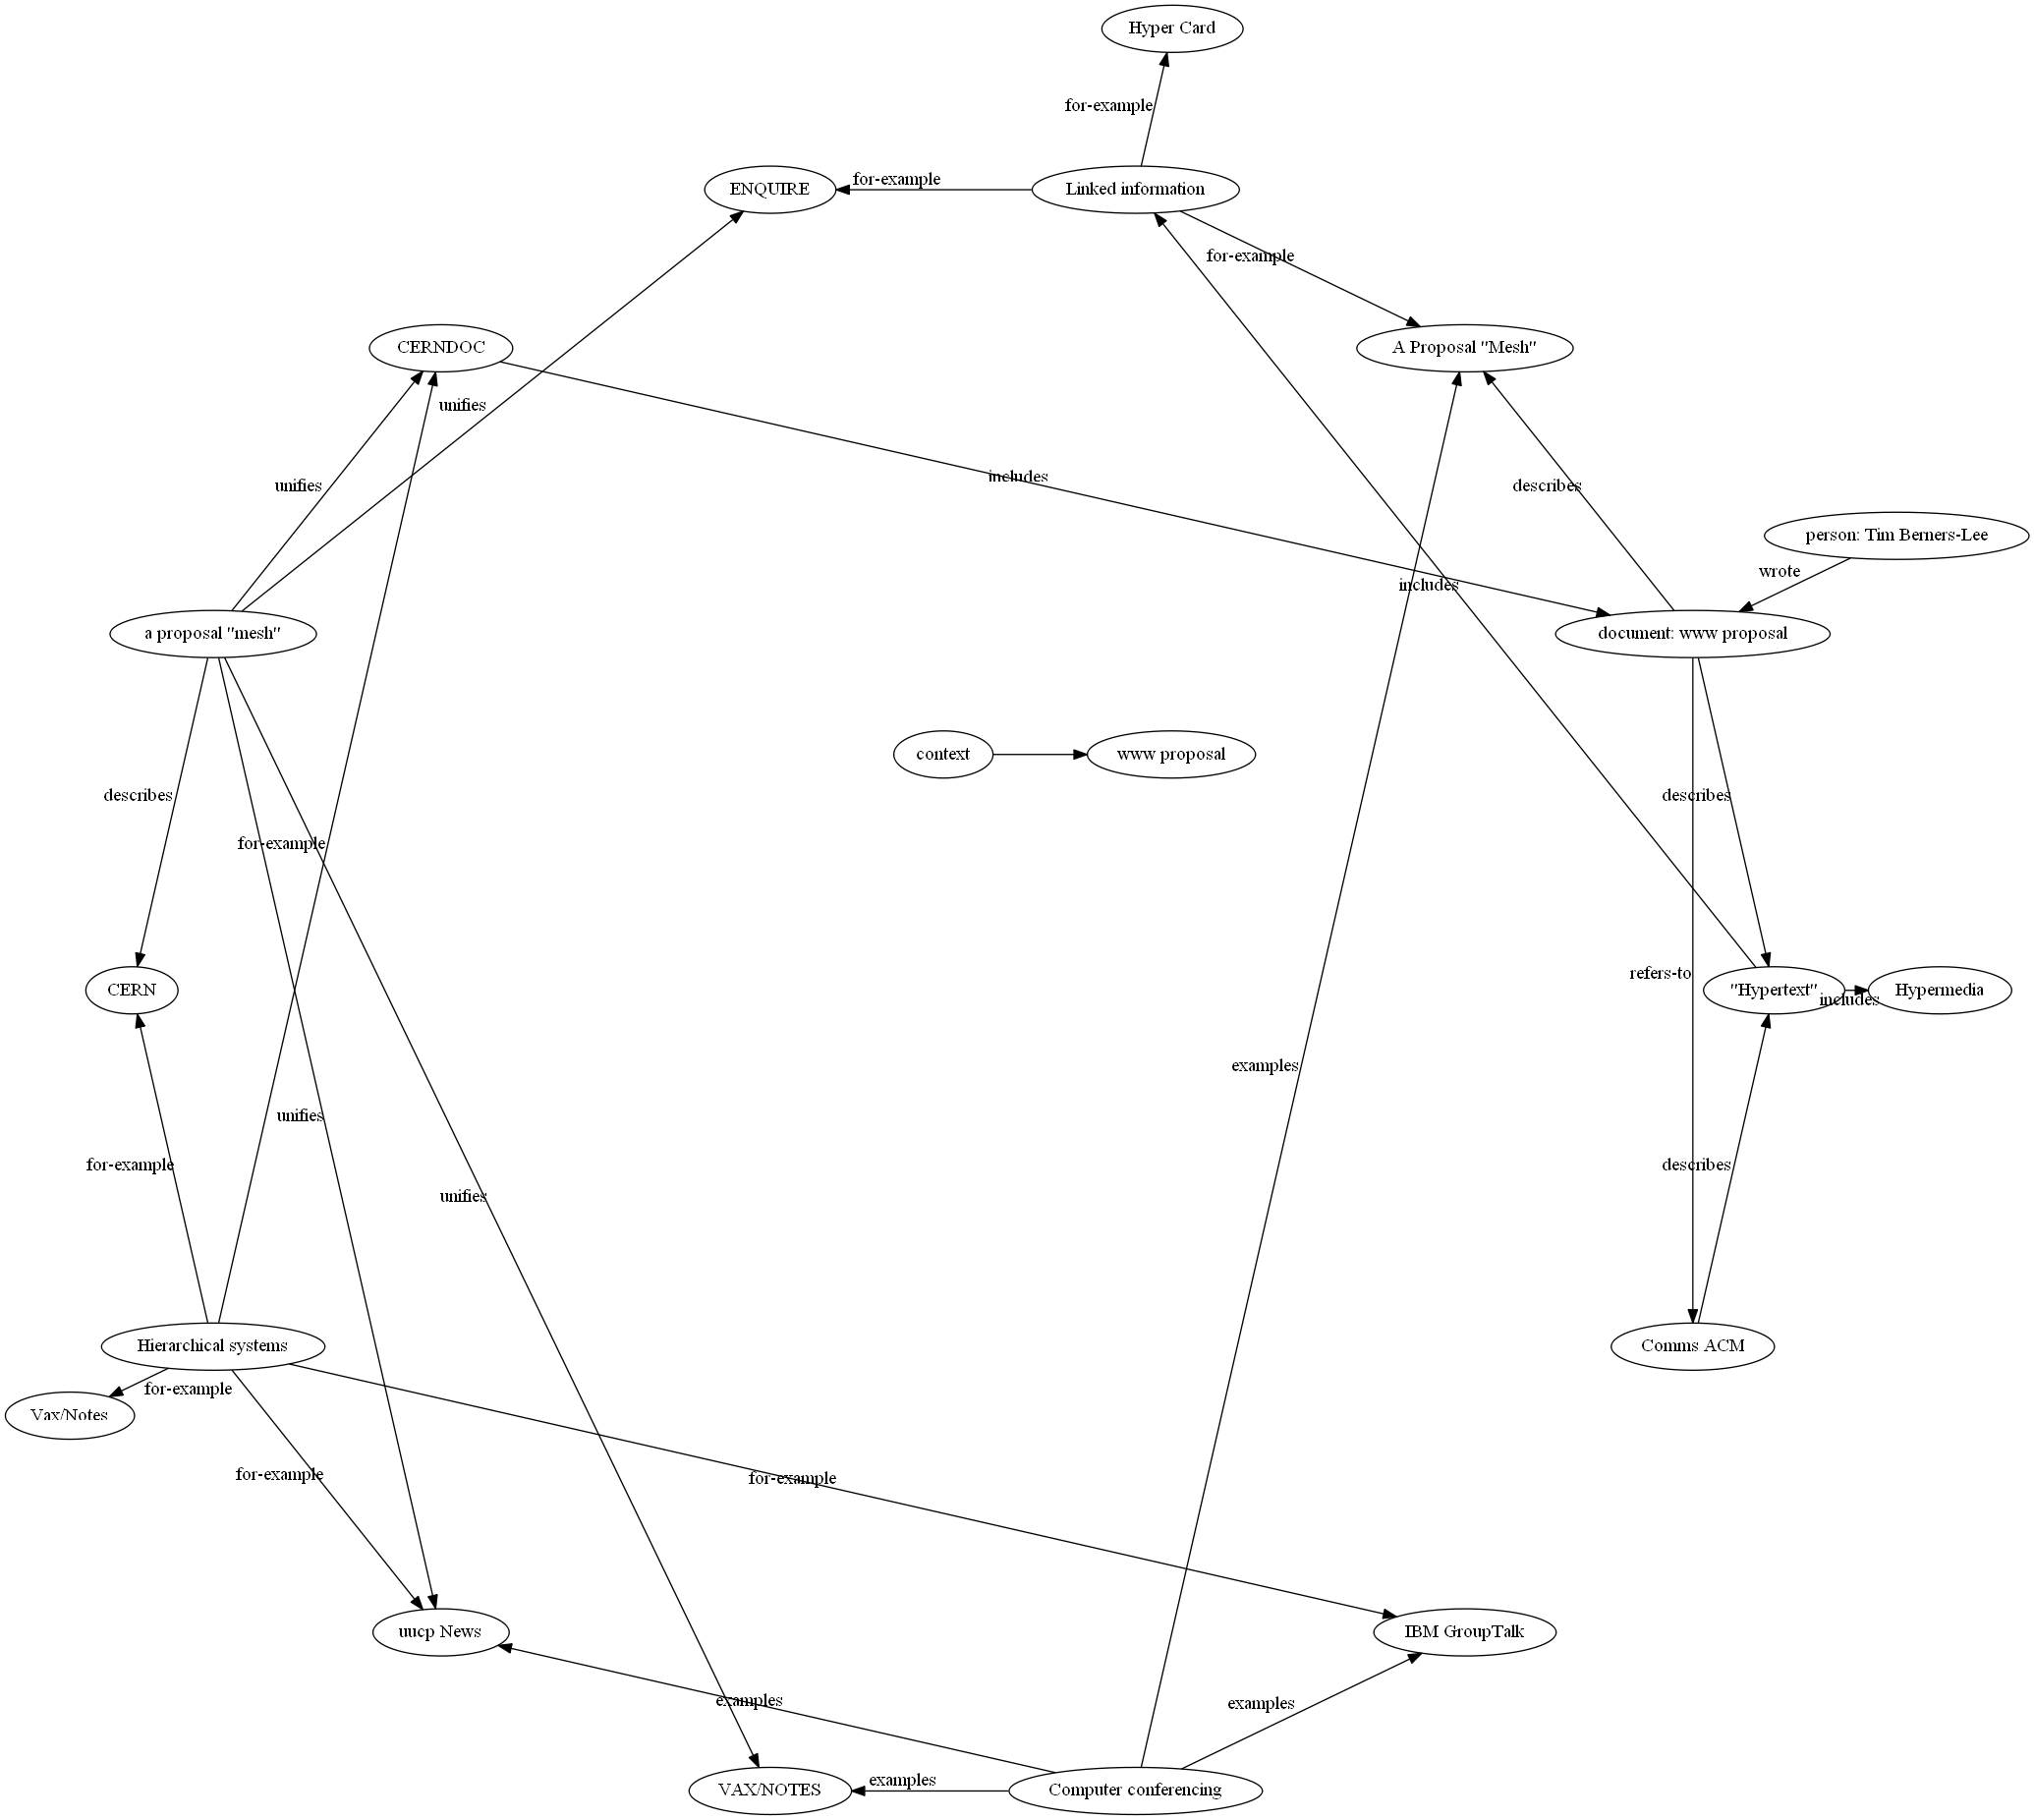 Hyper Card
for-example
ENQUIRE
for-example
Linked information
for-example
CERNDOC
A Proposal "Mesh"
unifies
includes
unifies
describes
person: Tim Berners-Lee
wrote
includes
a proposal "mesh"
document: www proposal
context
www proposal
describes
describes
for-example
refers-to
CERN
"Hypertext"
includes
Hypermedia
examples
unifies
for-example
describes
unifies
Hierarchical systems
Comms ACM
for-example
Vax/Notes
for-example
for-example
uucp News
IBM GroupTalk
examples
examples
VAX/NOTES
examples
Computer conferencing